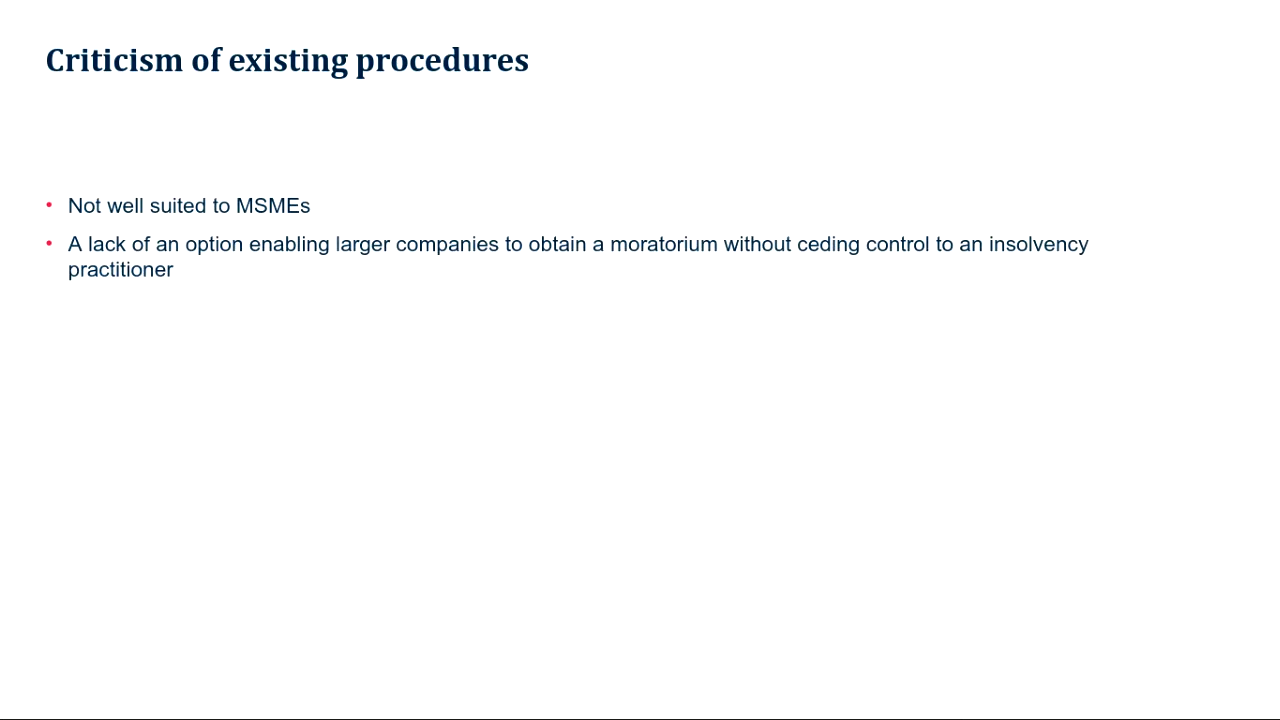 Criticism of existing procedures
• Not well suited to MSMEs
• A lack of an option enabling larger companies to obtain a moratorium without ceding control to an insolvency
practitioner